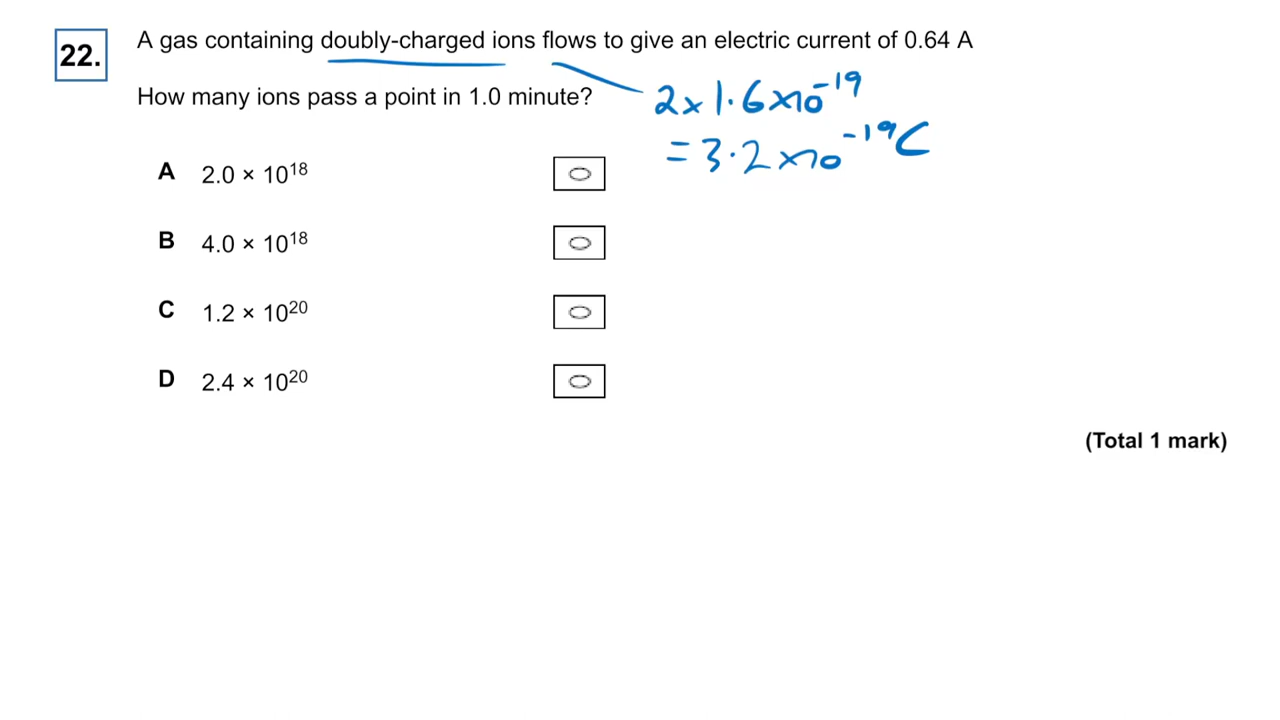 22.
A gas containing doubly-charged ions flows to give an electric current of 0.64 A
How many ions pass a point in 1.0 minute?
2 × 1.6 × 10⁻¹⁹
= 3.2 × 10⁻¹⁹ C
A 2.0 × 10¹⁸
B 4.0 × 10¹⁸
C 1.2 × 10²⁰
D 2.4 × 10²⁰
(Total 1 mark)